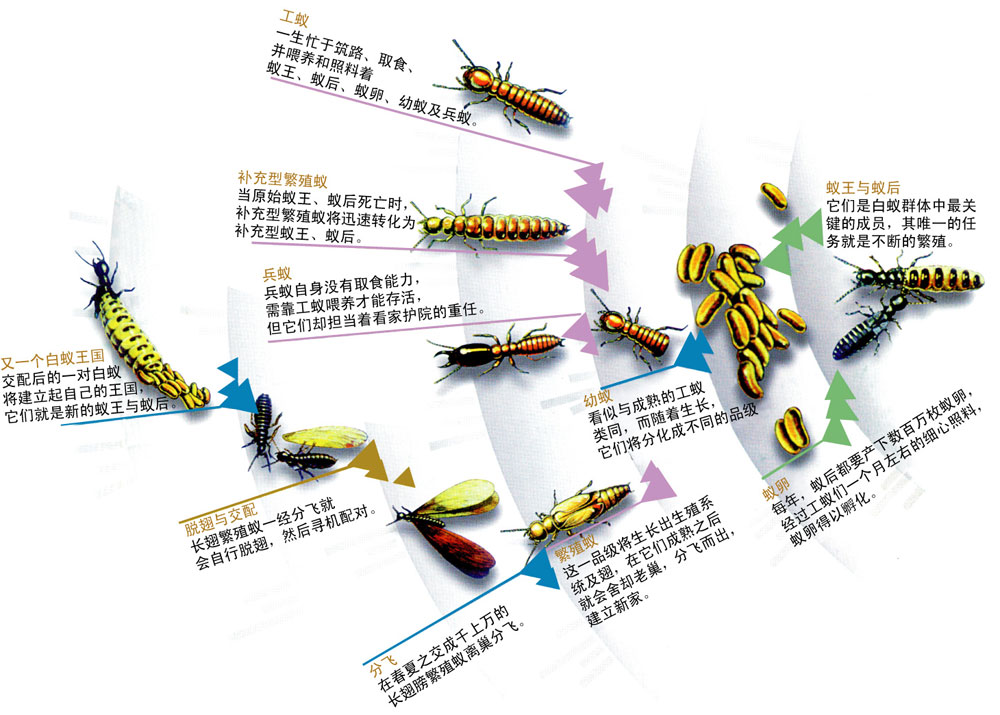 工蚁
一生忙于筑路、取食、
并喂养和照料着
蚁王、蚁后、蚁卵、幼蚁及兵蚁。
补充型繁殖蚁
当原始蚁王、蚁后死亡时，
补充型繁殖蚁将迅速转化为
补充型蚁王、蚁后。
兵蚁
兵蚁自身没有取食能力，
需靠工蚁喂养才能存活，
但它们却担当着看家护院的重任。
蚁王与蚁后
它们是白蚁群体中最关
键的成员，其唯一的任
务就是不断的繁殖。
又一个白蚁王国
交配后的一对白蚁
将建立起自己的王国，
它们就是新的蚁王与蚁后。
幼蚁
看似与成熟的工蚁
类同，而随着生长，
它们将分化成不同的品级
蚁卵
每年，蚁后都要产下数百万枚蚁卵，
经过工蚁们一个月左右的细心照料，
蚁卵得以孵化。
脱翅与交配
长翅繁殖蚁一经分飞就
会自行脱翅，然后寻机配对。
繁殖蚁
这一品级将生长出生殖系
统及翅，在它们成熟之后
就会舍却老巢，分飞而出，
建立新家。
分飞
在春夏之交成千上万的
长翅膀繁殖蚁离巢分飞。